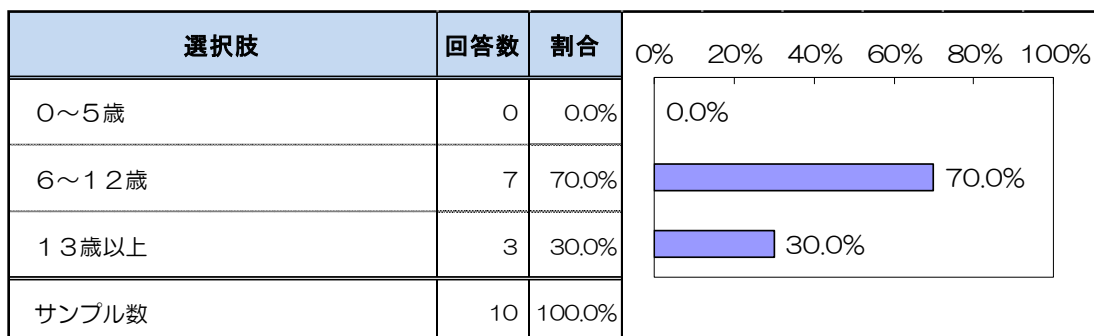 選択肢 回答数 割合
0% 20% 40% 60% 80% 100%
０～５歳 0 0.0% 0.0%
６～１２歳 7 70.0% 70.0%
１３歳以上 3 30.0% 30.0%
サンプル数 10 100.0%